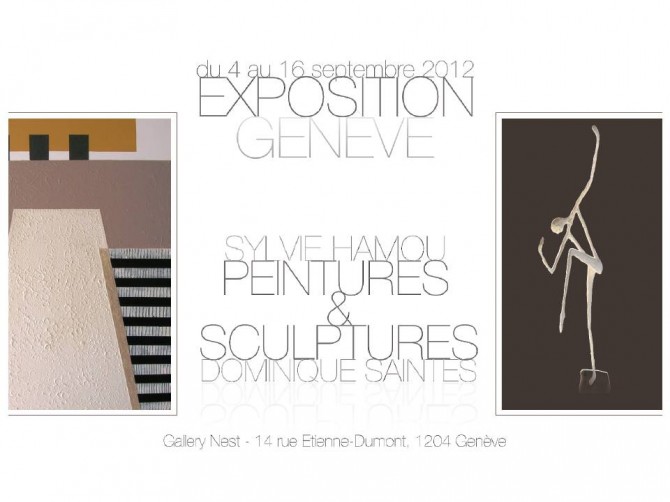 du 4 au 16 septembre 2012
EXPOSITION
GENEVE
SYLVIE HAMOU
PEINTURES
&
SCULPTURES
DOMINIQUE SAINTES
Gallery Nest - 14 rue Etienne-Dumont, 1204 Genève